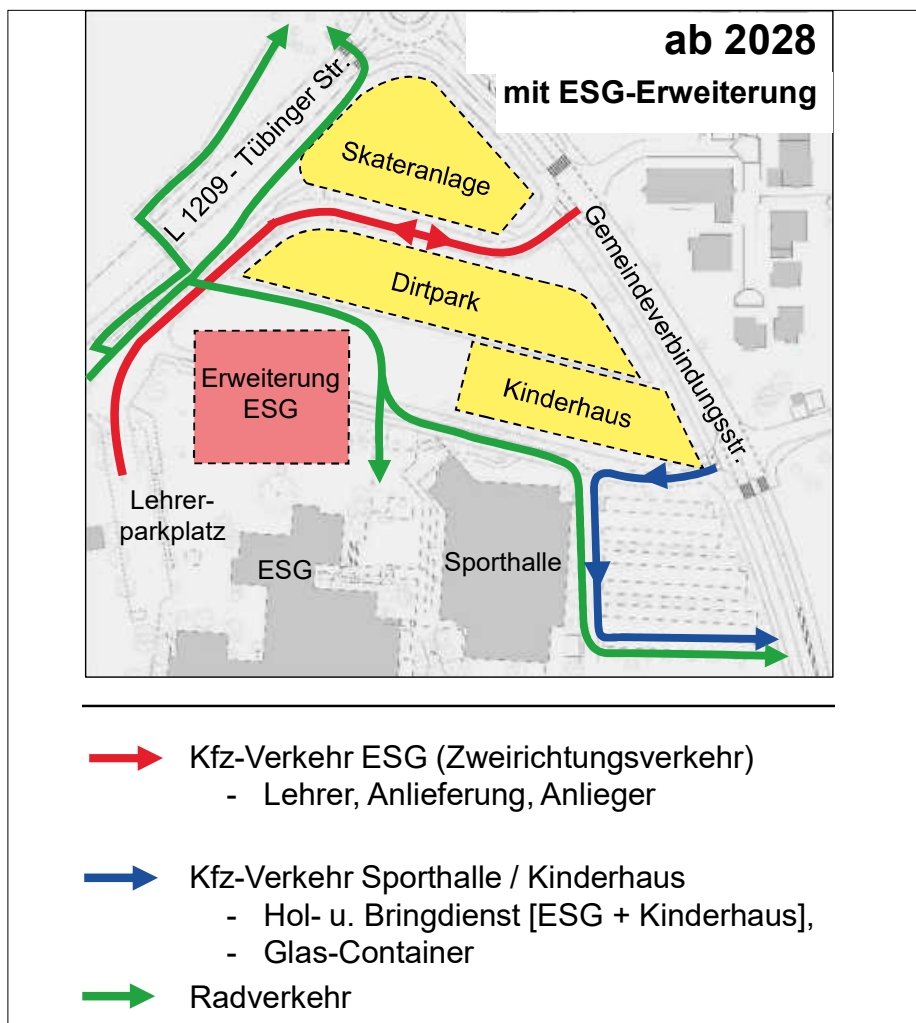 ab 2028
mit ESG-Erweiterung
L 1209 - Tübinger Str.
Skateranlage
Gemeindeverbindungsstr.
Dirtpark
Erweiterung
ESG
Kinderhaus
Lehrer-
parkplatz
ESG
Sporthalle
Kfz-Verkehr ESG (Zweirichtungsverkehr)
- Lehrer, Anlieferung, Anlieger
Kfz-Verkehr Sporthalle / Kinderhaus
- Hol- u. Bringdienst [ESG + Kinderhaus],
- Glas-Container
Radverkehr